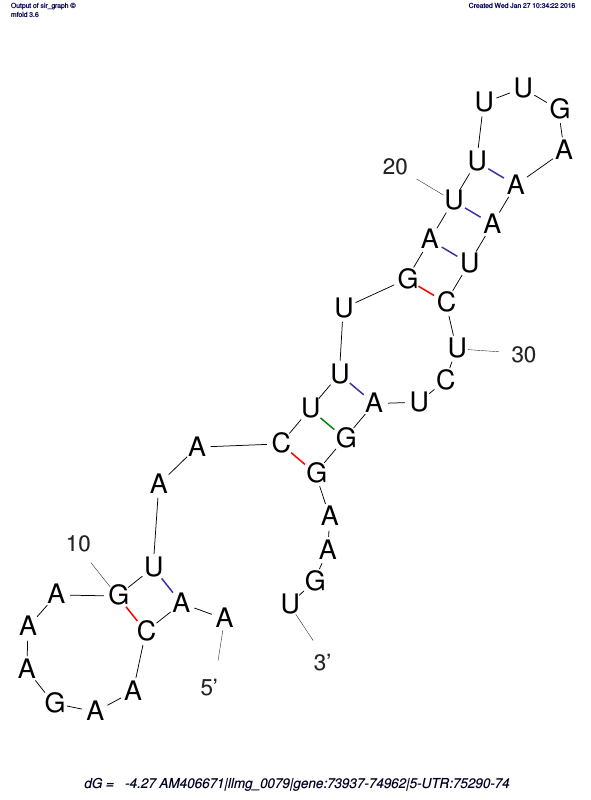 Output of sir_graph ©
mfold 3.6
Created Wed Jan 27 10:34:22 2016
U U G
U A
20 U A
A A
G U
U C
U U 30
U A U C
C G
A G
A A
10 A
U G
A G A U
A C A 3’
A A 5’
G A
dG = -4.27 AM406671|llmg_0079|gene:73937-74962|5-UTR:75290-74